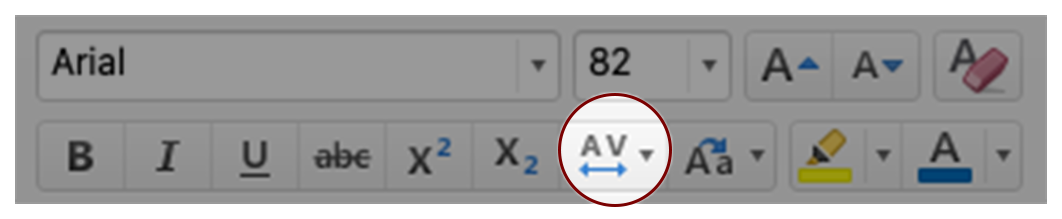 Arial 82 A A A
B I U abc X² X₂ AV Aa A